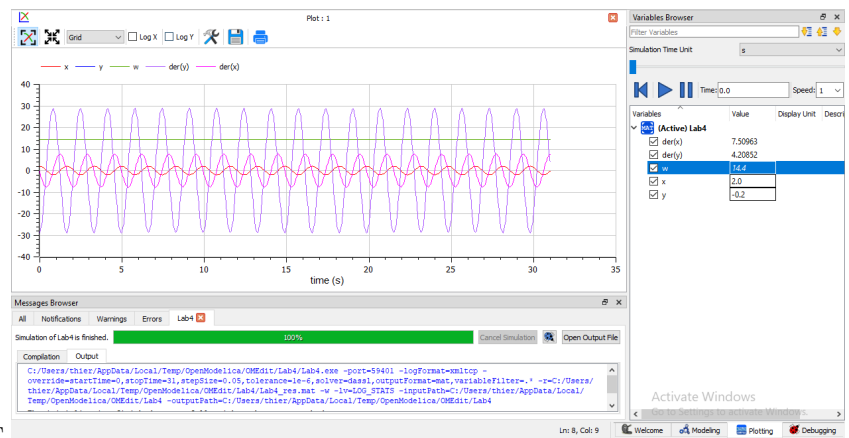 Plot : 1
Grid
Log X
Log Y
x y w der(y) der(x)
40
30
20
10
0
-10
-20
-30
-40
0 5 10 15 20 25 30 35
time (s)
Variables Browser
Filter Variables
Simulation Time Unit s
Time: 0.0 Speed: 1
Variables Value Display Unit Descri
(Active) Lab4
der(x) 7.50963
der(y) 4.20852
w 14.4
x 2.0
y -0.2
Messages Browser
All Notifications Warnings Errors Lab4
Simulation of Lab4 is finished. 100% Cancel Simulation Open Output File
Compilation Output
C:/Users/thier/AppData/Local/Temp/OpenModelica/OMEdit/Lab4/Lab4.exe -port=59401 -logFormat=xmltcp -
override=startTime=0,stopTime=31,stepSize=0.05,tolerance=1e-6,solver=dassl,outputFormat=mat,variableFilter=.* -r=C:/Users/
thier/AppData/Local/Temp/OpenModelica/OMEdit/Lab4/Lab4_res.mat -w -lv=LOG_STATS -inputPath=C:/Users/thier/AppData/Local/
Temp/OpenModelica/OMEdit/Lab4 -outputPath=C:/Users/thier/AppData/Local/Temp/OpenModelica/OMEdit/Lab4
Activate Windows
Go to Settings to activate Windows.
Ln: 8, Col: 9 Welcome Modeling Plotting Debugging